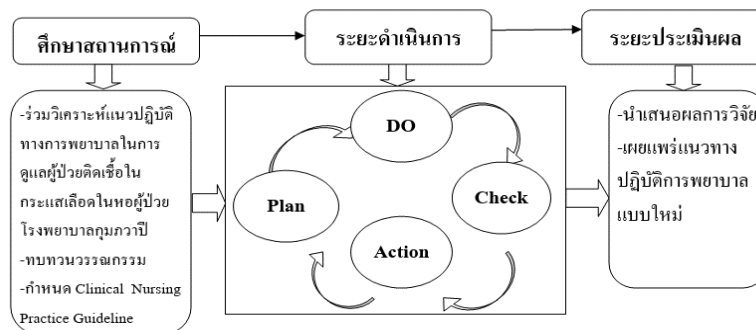 ศึกษาสถานการณ์
ระยะดำเนินการ
ระยะประเมินผล
-ร่วมวิเคราะห์แนวปฏิบัติ
ทางการพยาบาลในการ
ดูแลผู้ป่วยติดเชื้อใน
กระแสเลือดในหอผู้ป่วย
โรงพยาบาลกุมภวาปี
-ทบทวนวรรณกรรม
-กำหนด Clinical Nursing
Practice Guideline
DO
Plan
Check
Action
-นำเสนอผลการวิจัย
-เผยแพร่แนวทาง
ปฏิบัติการพยาบาล
แบบใหม่